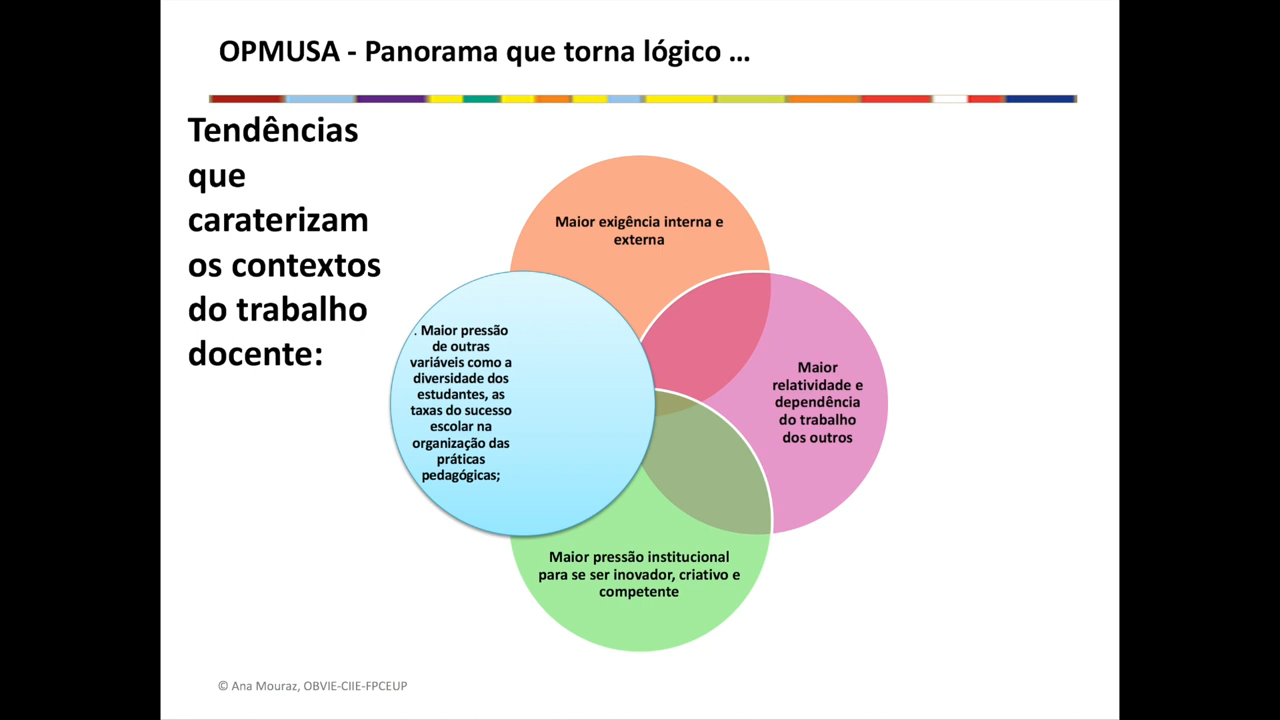 OPMUSA - Panorama que torna lógico …
Tendências
que
caraterizam
os contextos
do trabalho
docente:
Maior exigência interna e
externa
. Maior pressão
de outras
variáveis como a
diversidade dos
estudantes, as
taxas do sucesso
escolar na
organização das
práticas
pedagógicas;
Maior
relatividade e
dependência
do trabalho
dos outros
Maior pressão institucional
para se ser inovador, criativo e
competente
© Ana Mouraz, OBVIE-CIIE-FPCEUP